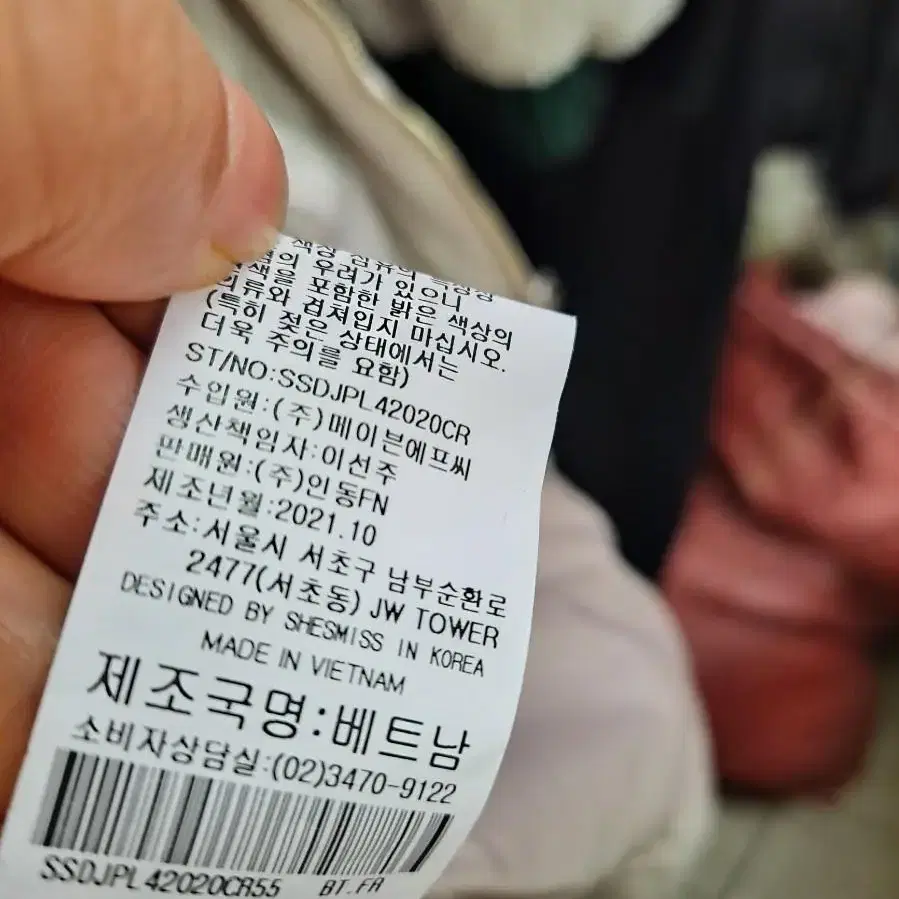 의 우려가 있으니
색을 포함한 밝은 색상의
의류와 겹쳐입지 마십시오.
(특히 젖은 상태에서는
더욱 주의를 요함)
ST/NO:SSDJPL42020CR
수입원:(주)메이븐에프씨
생산책임자:이선주
판매원:(주)인동FN
제조년월:2021.10
주소:서울시 서초구 남부순환로
2477(서초동) JW TOWER
DESIGNED BY SHESMISS IN KOREA
MADE IN VIETNAM
제조국명:베트남
소비자상담실:(02)3470-9122
SSDJPL42020CR55 BT.FR